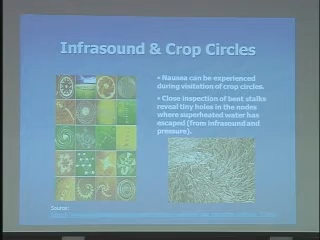 Infrasound & Crop Circles
• Nausea can be experienced
during visitation of crop circles.
• Close inspection of bent stalks
reveal tiny holes in the nodes
where superheated water has
escaped (from infrasound and
pressure).
Source: